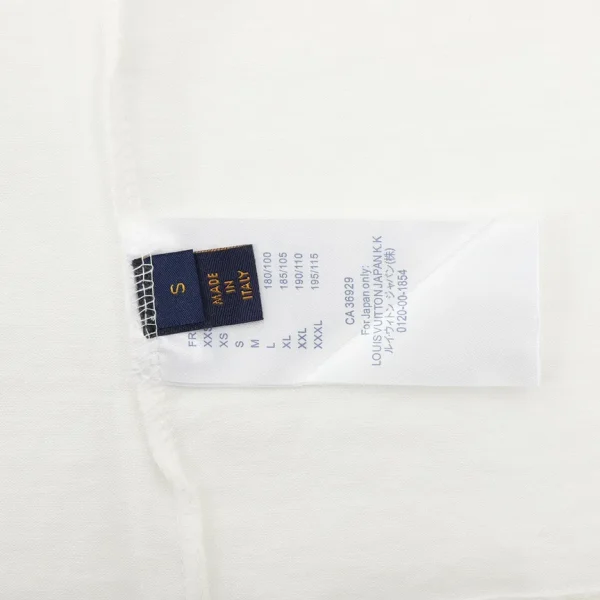 S
MADE
IN
ITALY
FR
XXS
XS
S
M
L 180/100
XL 185/105
XXL 190/110
XXXL 195/115
CA 36929
For Japan only:
LOUIS VUITTON JAPAN K.K
ルイヴィトン ジャパン(株)
0120-00-1854